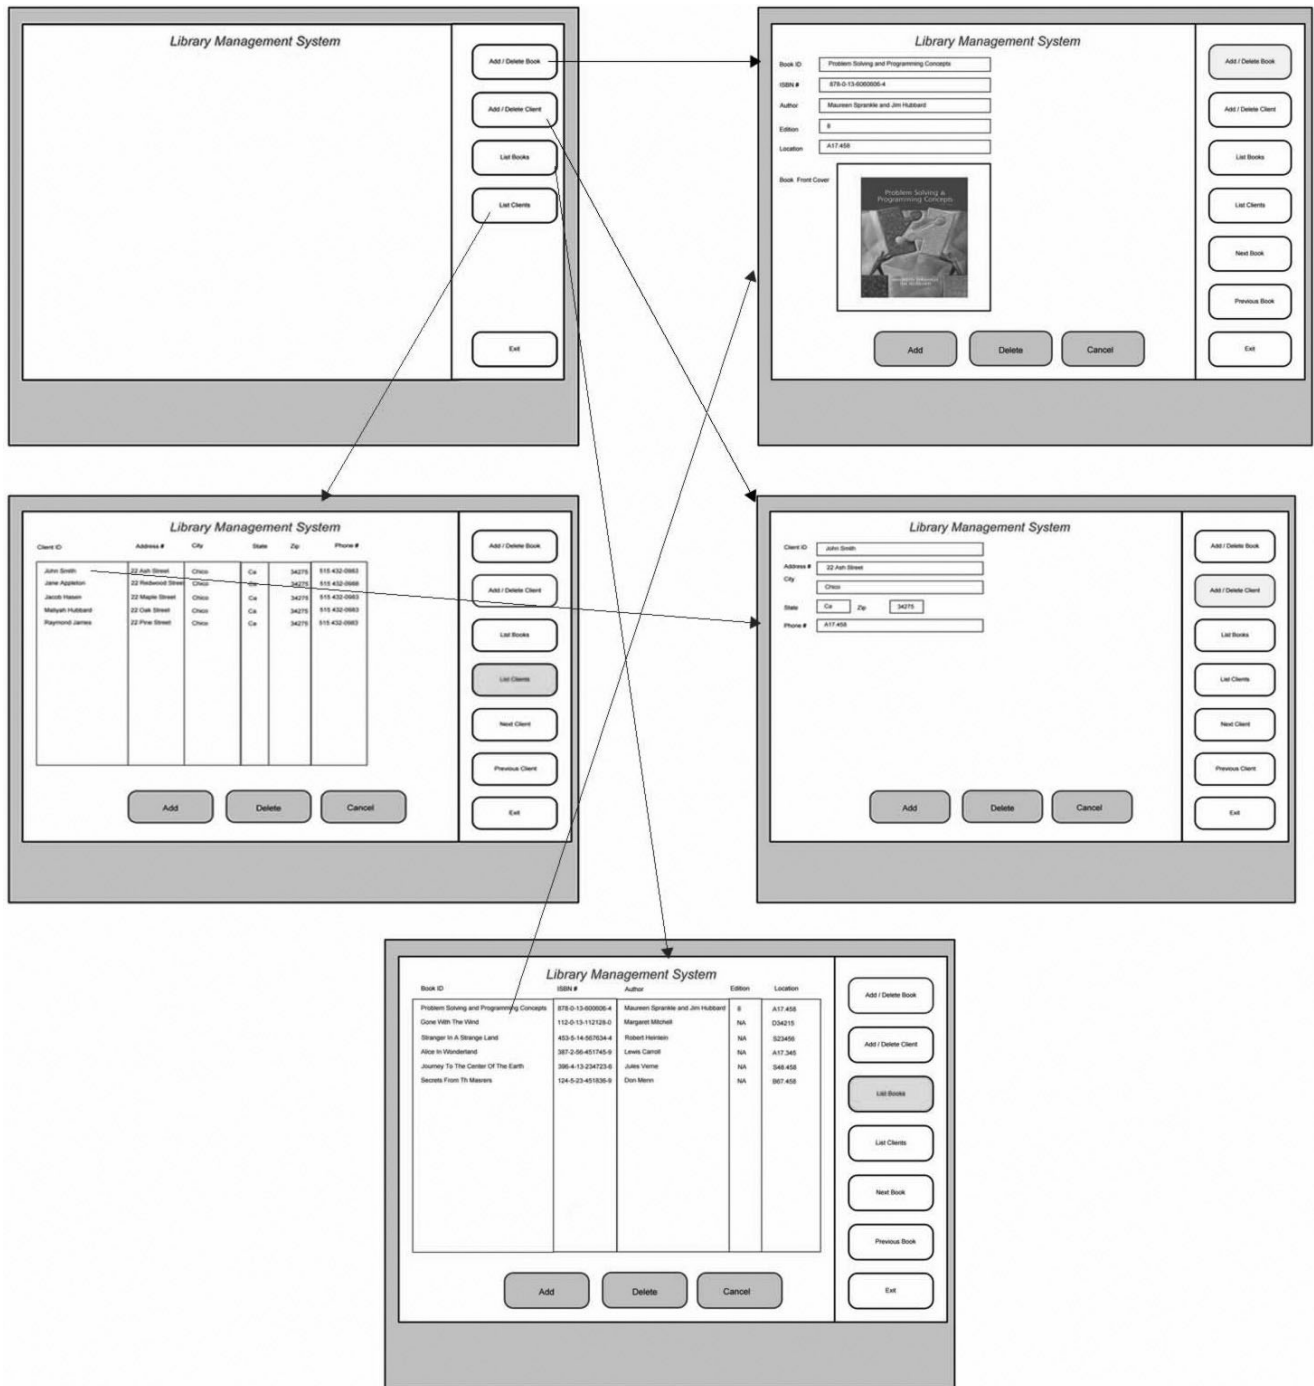 Library Management System
Add / Delete Book
Add / Delete Client
List Books
List Clients
Exit
Library Management System
Book ID Problem Solving and Programming Concepts
ISBN # 878-0-13-6060606-4
Author Maureen Sprankle and Jim Hubbard
Edition 8
Location A17.458
Book Front Cover
Problem Solving &
Programming Concepts
Add Delete Cancel
Add / Delete Book
Add / Delete Client
List Books
List Clients
Next Book
Previous Book
Exit
Library Management System
Client ID Address # City State Zip Phone #
John Smith 22 Ash Street Chico Ca 34275 515 432-0983
Jane Appleton 22 Redwood Street Chico Ca 34275 515 432-0988
Jacob Hasen 22 Maple Street Chico Ca 34275 515 432-0983
Maliyah Hubbard 22 Oak Street Chico Ca 34275 515 432-0983
Raymond James 22 Pine Street Chico Ca 34275 515 432-0983
Add Delete Cancel
Add / Delete Book
Add / Delete Client
List Books
List Clients
Next Client
Previous Client
Exit
Library Management System
Client ID John Smith
Address # 22 Ash Street
City Chico
State Ca Zip 34275
Phone # A17.458
Add Delete Cancel
Add / Delete Book
Add / Delete Client
List Books
List Clients
Next Client
Previous Client
Exit
Library Management System
Book ID ISBN # Author Edition Location
Problem Solving and Programming Concepts 878-0-13-600606-4 Maureen Sprankle and Jim Hubbard 8 A17.458
Gone With The Wind 112-0-13-112128-0 Margaret Mitchell NA D34215
Stranger In A Strange Land 453-5-14-567634-4 Robert Heinlein NA S23456
Alice In Wonderland 387-2-56-451745-9 Lewis Carroll NA A17.345
Journey To The Center Of The Earth 396-4-13-234723-6 Jules Verne NA S48.458
Secrets From Th Masrers 124-5-23-451836-9 Don Menn NA B67.458
Add Delete Cancel
Add / Delete Book
Add / Delete Client
List Books
List Clients
Next Book
Previous Book
Exit